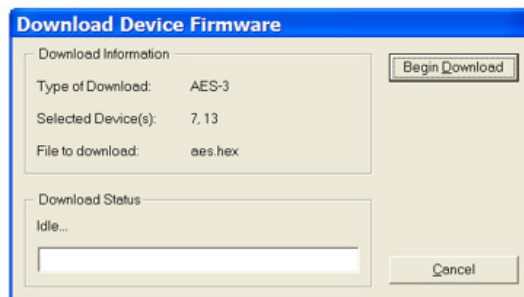 Download Device Firmware
Download Information
Type of Download: AES-3
Selected Device(s): 7, 13
File to download: aes.hex
Begin Download
Download Status
Idle...
Cancel